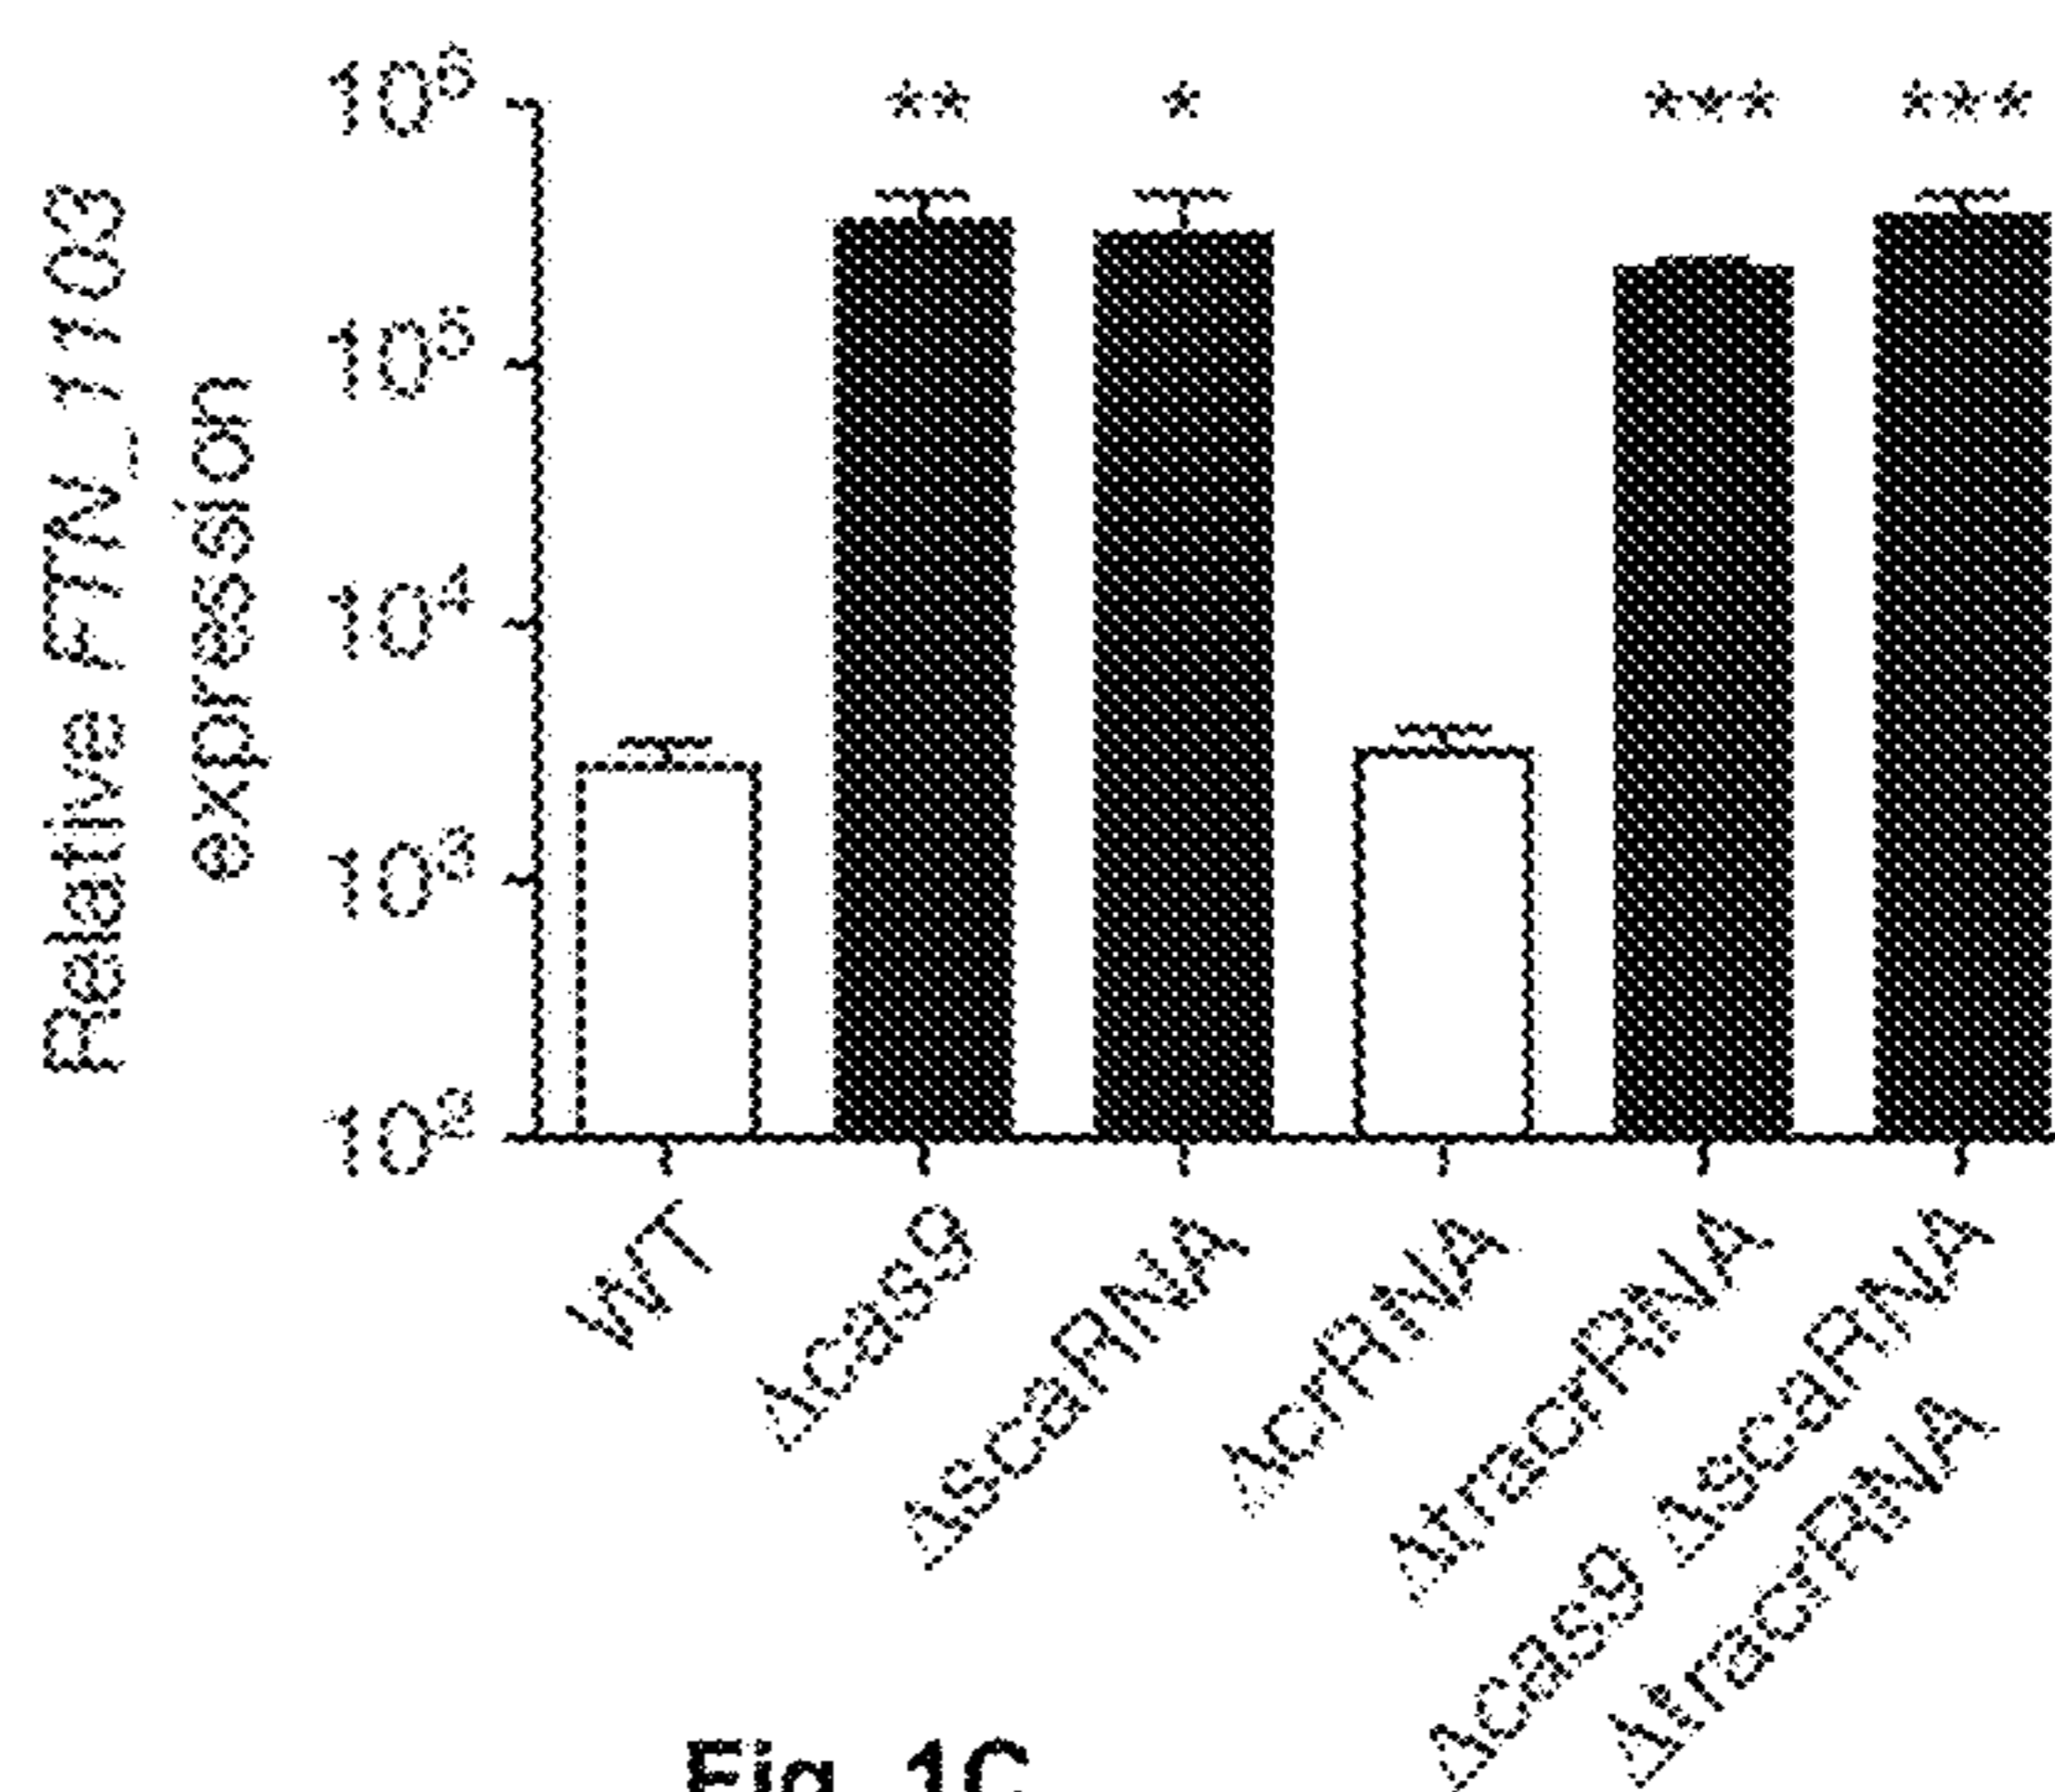 Relative FTN_1103
expression
10⁶
10⁵
10⁴
10³
10²
** * *** ***
WT
Δcas9
ΔscaRNA
ΔcrRNA
ΔtracrRNA
Δcas9 ΔscaRNA
ΔtracrRNA
Fig. 1C